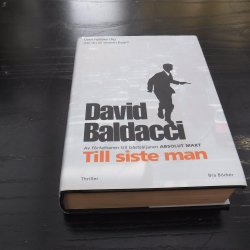 David
Baldacci
Av författaren till bästsäljaren ABSOLUT MAKT
Till siste man
Thriller
Bra Böcker